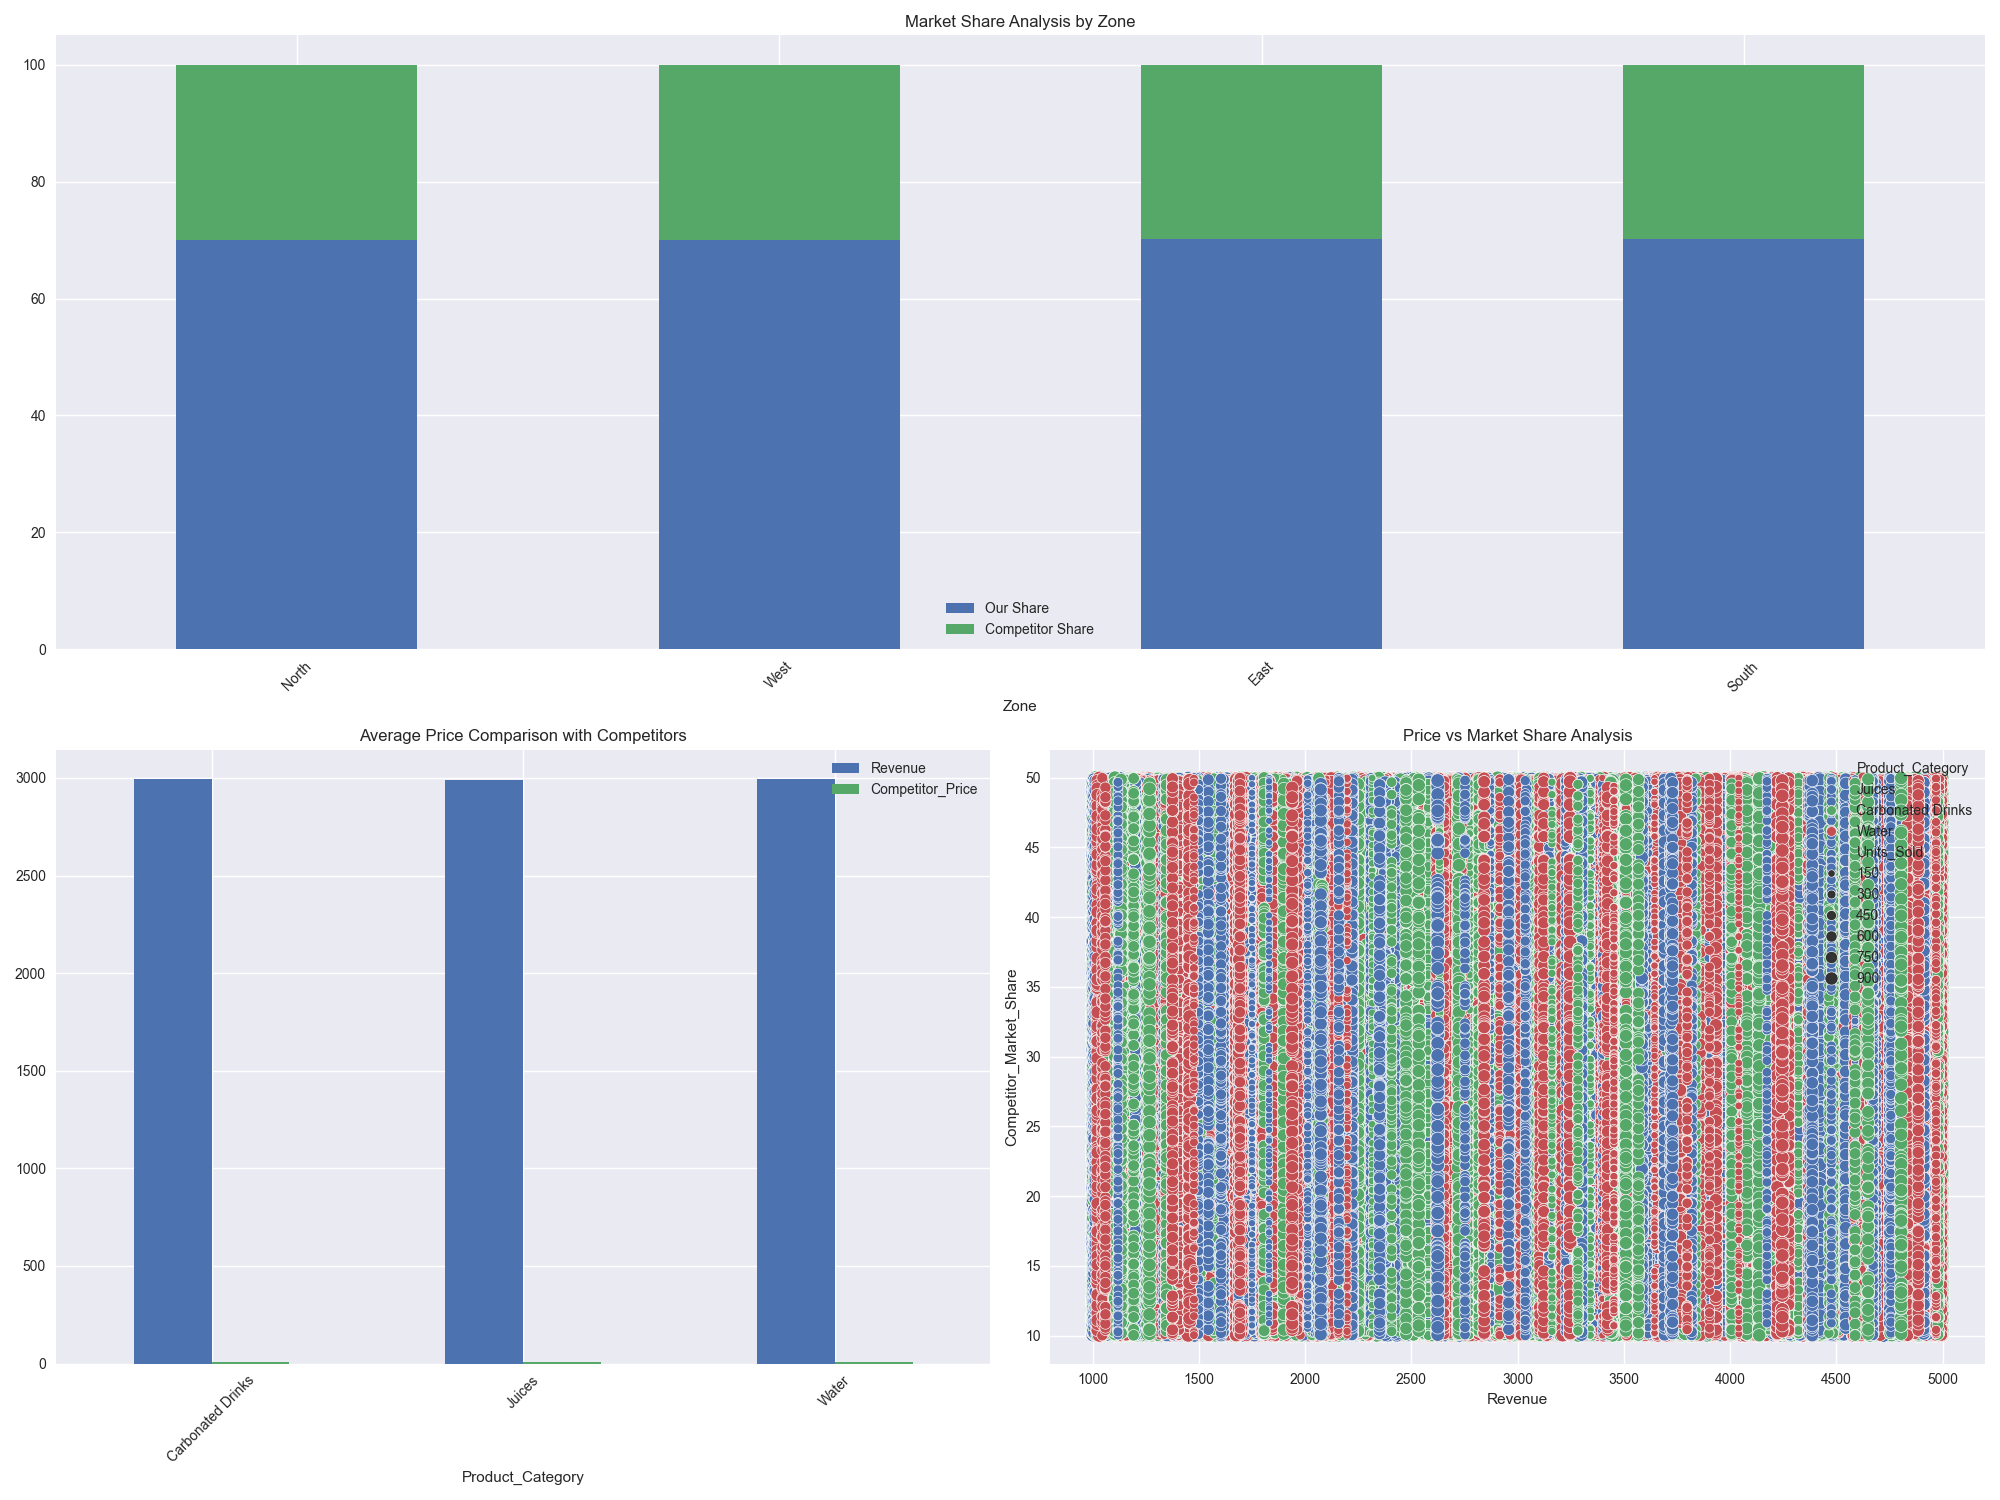 Market Share Analysis by Zone
100
80
60
40
20
0
Our Share
Competitor Share
North
West
East
South
Zone
Average Price Comparison with Competitors
3000
2500
2000
1500
1000
500
0
Revenue
Competitor_Price
Carbonated Drinks
Juices
Water
Product_Category
Price vs Market Share Analysis
Competitor_Market_Share
50
45
40
35
30
25
20
15
10
Product_Category
Juices
Carbonated Drinks
Water
Units_Sold
150
300
450
600
750
900
1000
1500
2000
2500
3000
3500
4000
4500
5000
Revenue